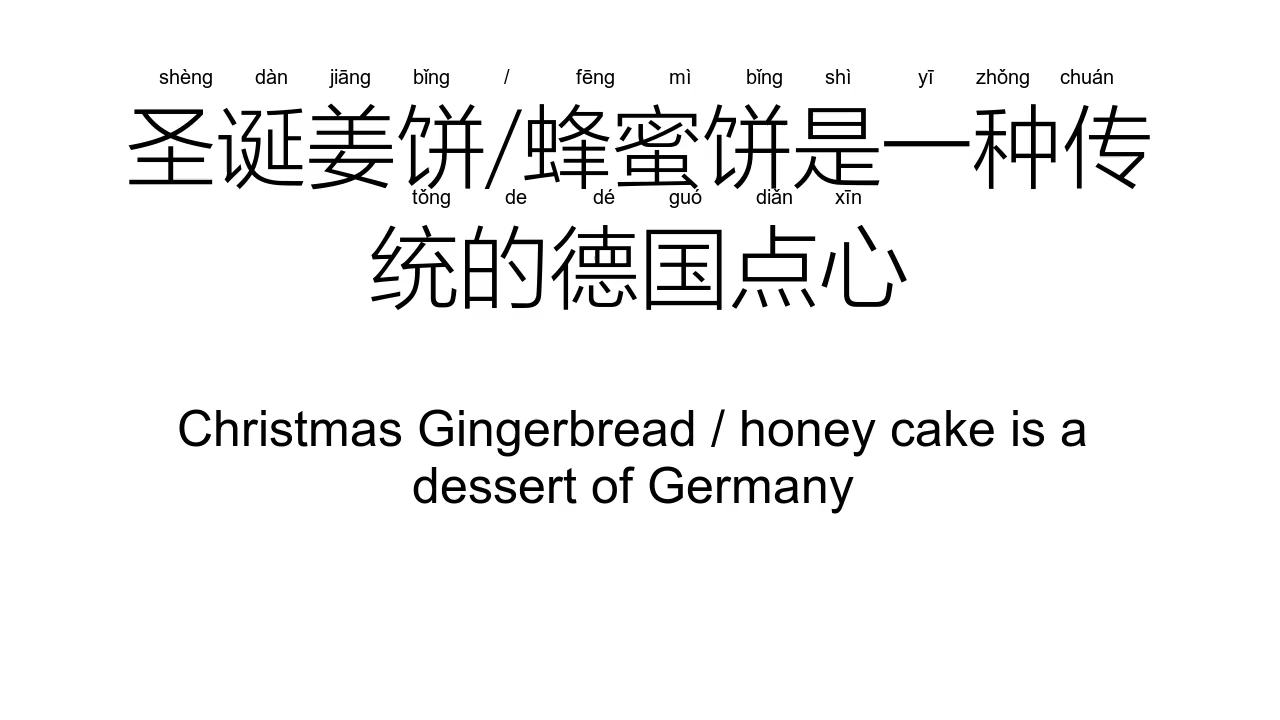 shèng dàn jiāng bǐng / fēng mì bǐng shì yī zhǒng chuán
圣诞姜饼/蜂蜜饼是一种传
tǒng de dé guó diǎn xīn
统的德国点心
Christmas Gingerbread / honey cake is a
dessert of Germany